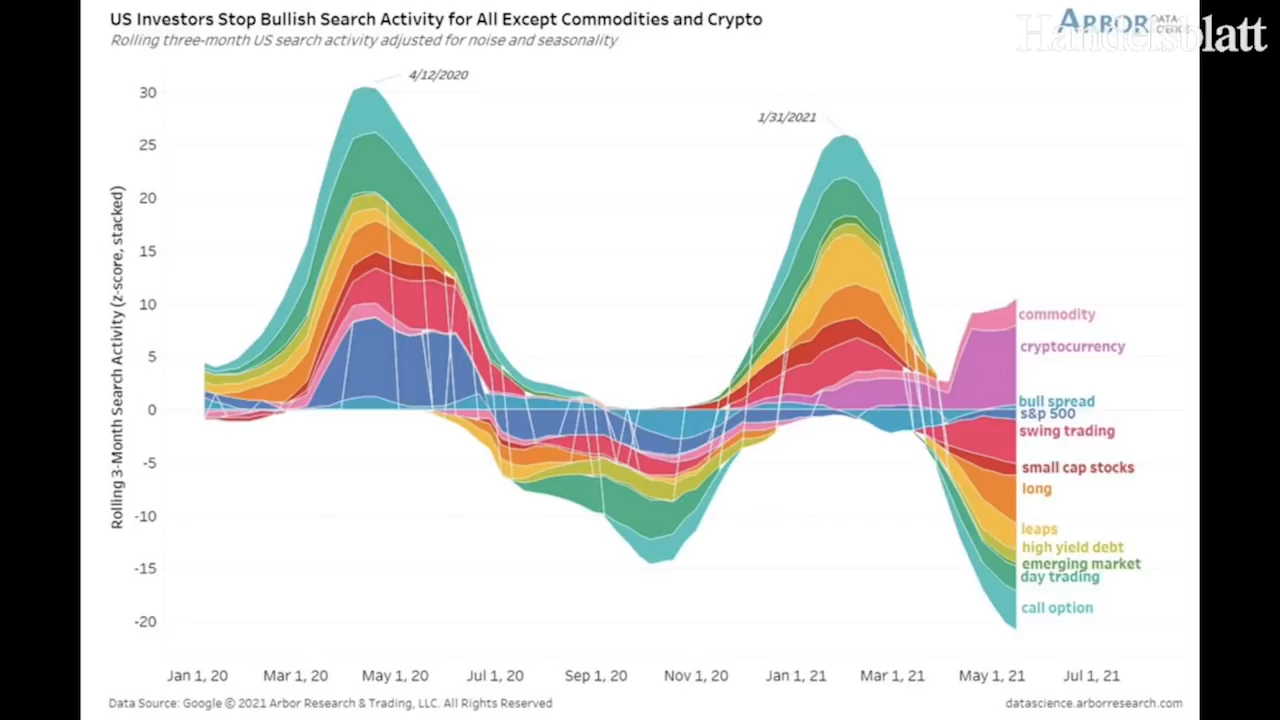 US Investors Stop Bullish Search Activity for All Except Commodities and Crypto
Rolling three-month US search activity adjusted for noise and seasonality
ARBOR
Handelsblatt
4/12/2020
1/31/2021
Rolling 3-Month Search Activity (z-score, stacked)
30
25
20
15
10
5
0
-5
-10
-15
-20
commodity
cryptocurrency
bull spread
s&p 500
swing trading
small cap stocks
long
leaps
high yield debt
emerging market
day trading
call option
Jan 1, 20 Mar 1, 20 May 1, 20 Jul 1, 20 Sep 1, 20 Nov 1, 20 Jan 1, 21 Mar 1, 21 May 1, 21 Jul 1, 21
Data Source: Google © 2021 Arbor Research & Trading, LLC. All Rights Reserved
datascience.arborresearch.com